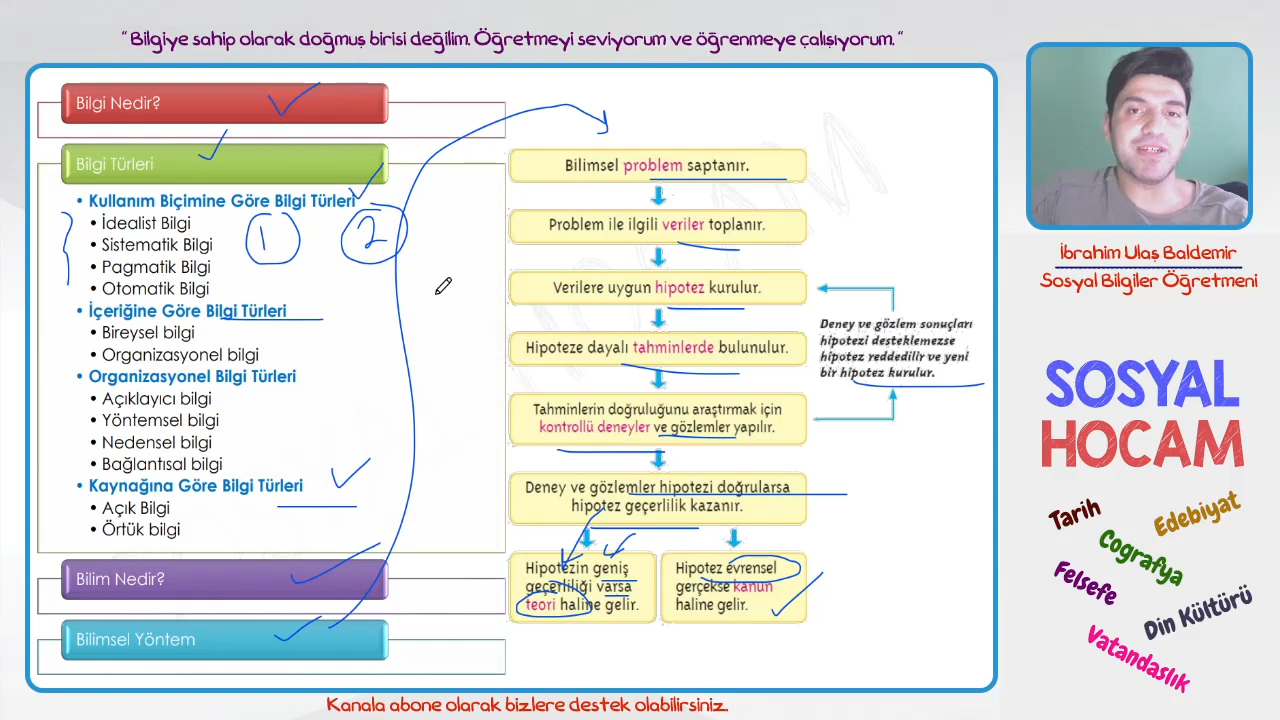 “Bilgiye sahip olarak doğmuş birisi değilim. Öğretmeyi seviyorum ve öğrenmeye çalışıyorum.”
Bilgi Nedir?
Bilgi Türleri
• Kullanım Biçimine Göre Bilgi Türleri
• İdealist Bilgi
• Sistematik Bilgi
• Pagmatik Bilgi
• Otomatik Bilgi
1
2
• İçeriğine Göre Bilgi Türleri
• Bireysel bilgi
• Organizasyonel bilgi
• Organizasyonel Bilgi Türleri
• Açıklayıcı bilgi
• Yöntemsel bilgi
• Nedensel bilgi
• Bağlantısal bilgi
• Kaynağına Göre Bilgi Türleri
• Açık Bilgi
• Örtük bilgi
Bilim Nedir?
Bilimsel Yöntem
Bilimsel problem saptanır.
Problem ile ilgili veriler toplanır.
Verilere uygun hipotez kurulur.
Hipoteze dayalı tahminlerde bulunulur.
Tahminlerin doğruluğunu araştırmak için
kontrollü deneyler ve gözlemler yapılır.
Deney ve gözlem sonuçları
hipotezi desteklemezse
hipotez reddedilir ve yeni
bir hipotez kurulur.
Deney ve gözlemler hipotezi doğrularsa
hipotez geçerlilik kazanır.
Hipotezin geniş
geçerliliği varsa
teori haline gelir.
Hipotez evrensel
gerçekse kanun
haline gelir.
İbrahim Ulaş Baldemir
Sosyal Bilgiler Öğretmeni
SOSYAL
HOCAM
Tarih
Edebiyat
Coğrafya
Felsefe
Din Kültürü
Vatandaslık
Kanala abone olarak bizlere destek olabilirsiniz.